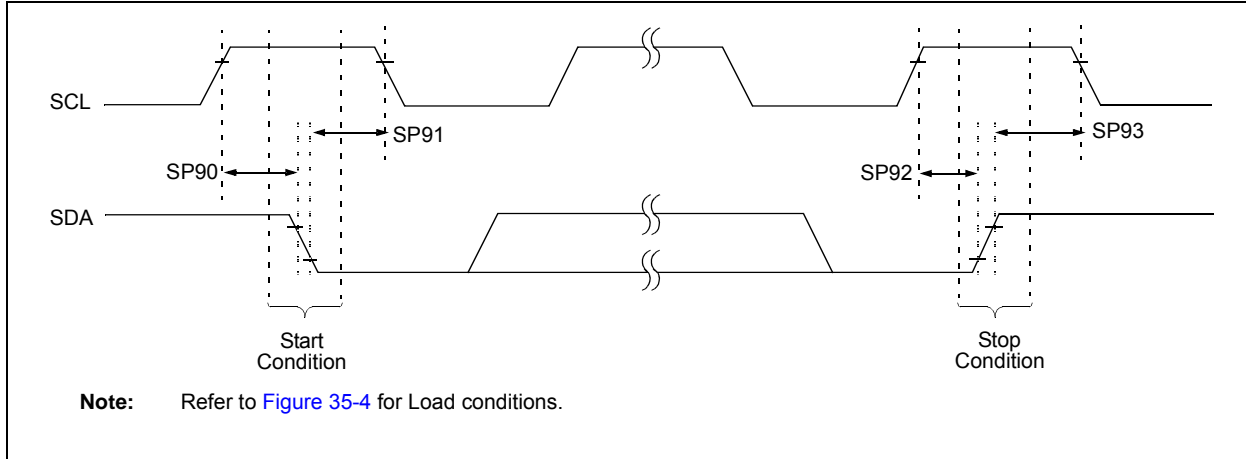 SCL
SP91
SP93
SP90
SP92
SDA
Start
Condition
Stop
Condition
Note: Refer to Figure 35-4 for Load conditions.